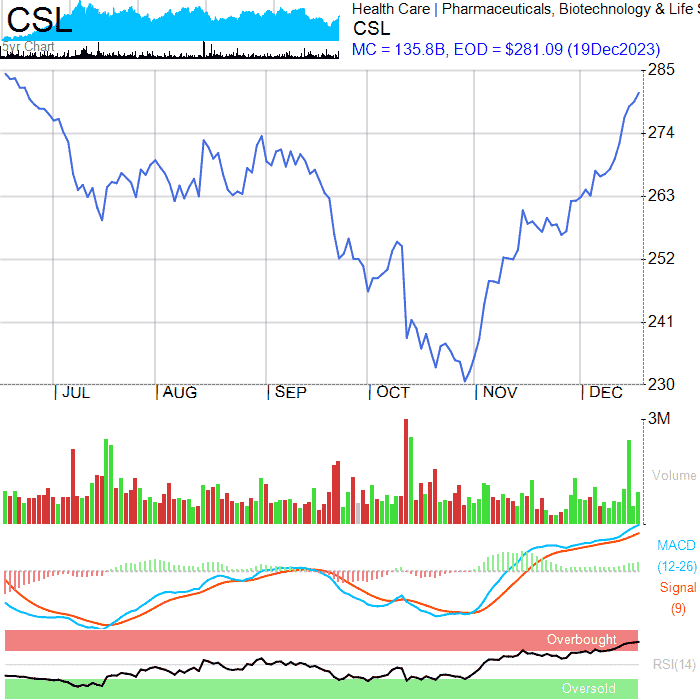 CSL
5yr Chart
Health Care | Pharmaceuticals, Biotechnology & Life S
CSL
MC = 135.8B, EOD = $281.09 (19Dec2023)
285
274
263
252
241
230
JUL
AUG
SEP
OCT
NOV
DEC
3M
Volume
MACD
(12-26)
Signal
(9)
Overbought
RSI(14)
Oversold